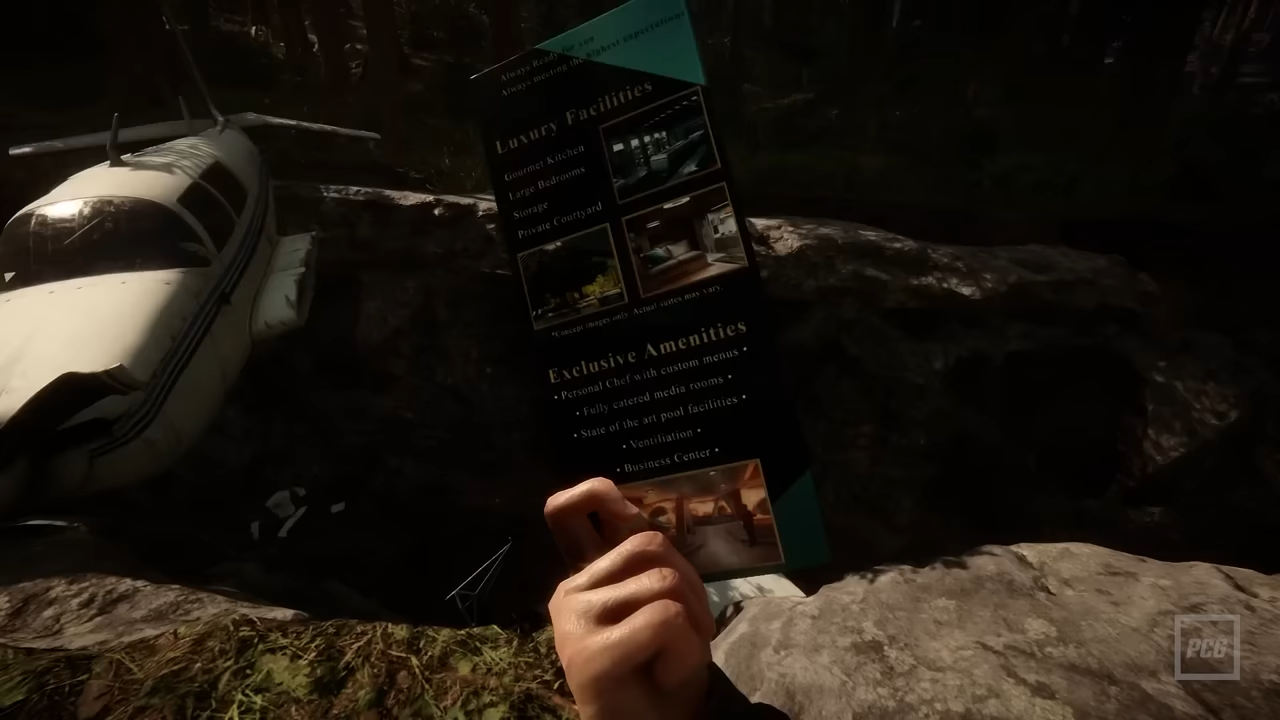 Always Ready for you
Always meeting the highest expectations
Luxury Facilities
Gourmet Kitchen
Large Bedrooms
Storage
Private Courtyard
*Concept images only. Actual suites may vary.
Exclusive Amenities
• Personal Chef with custom menus •
• Fully catered media rooms •
• State of the art pool facilities •
• Ventiliation •
• Business Center •
PCG